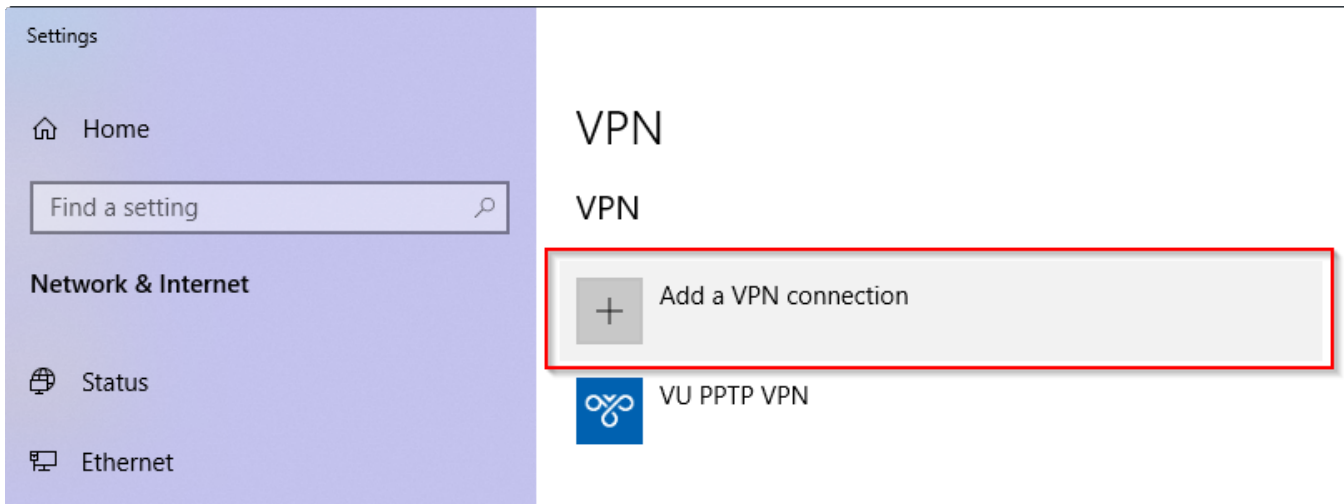 Settings
Home
Find a setting
Network & Internet
Status
Ethernet
VPN
VPN
Add a VPN connection
VU PPTP VPN